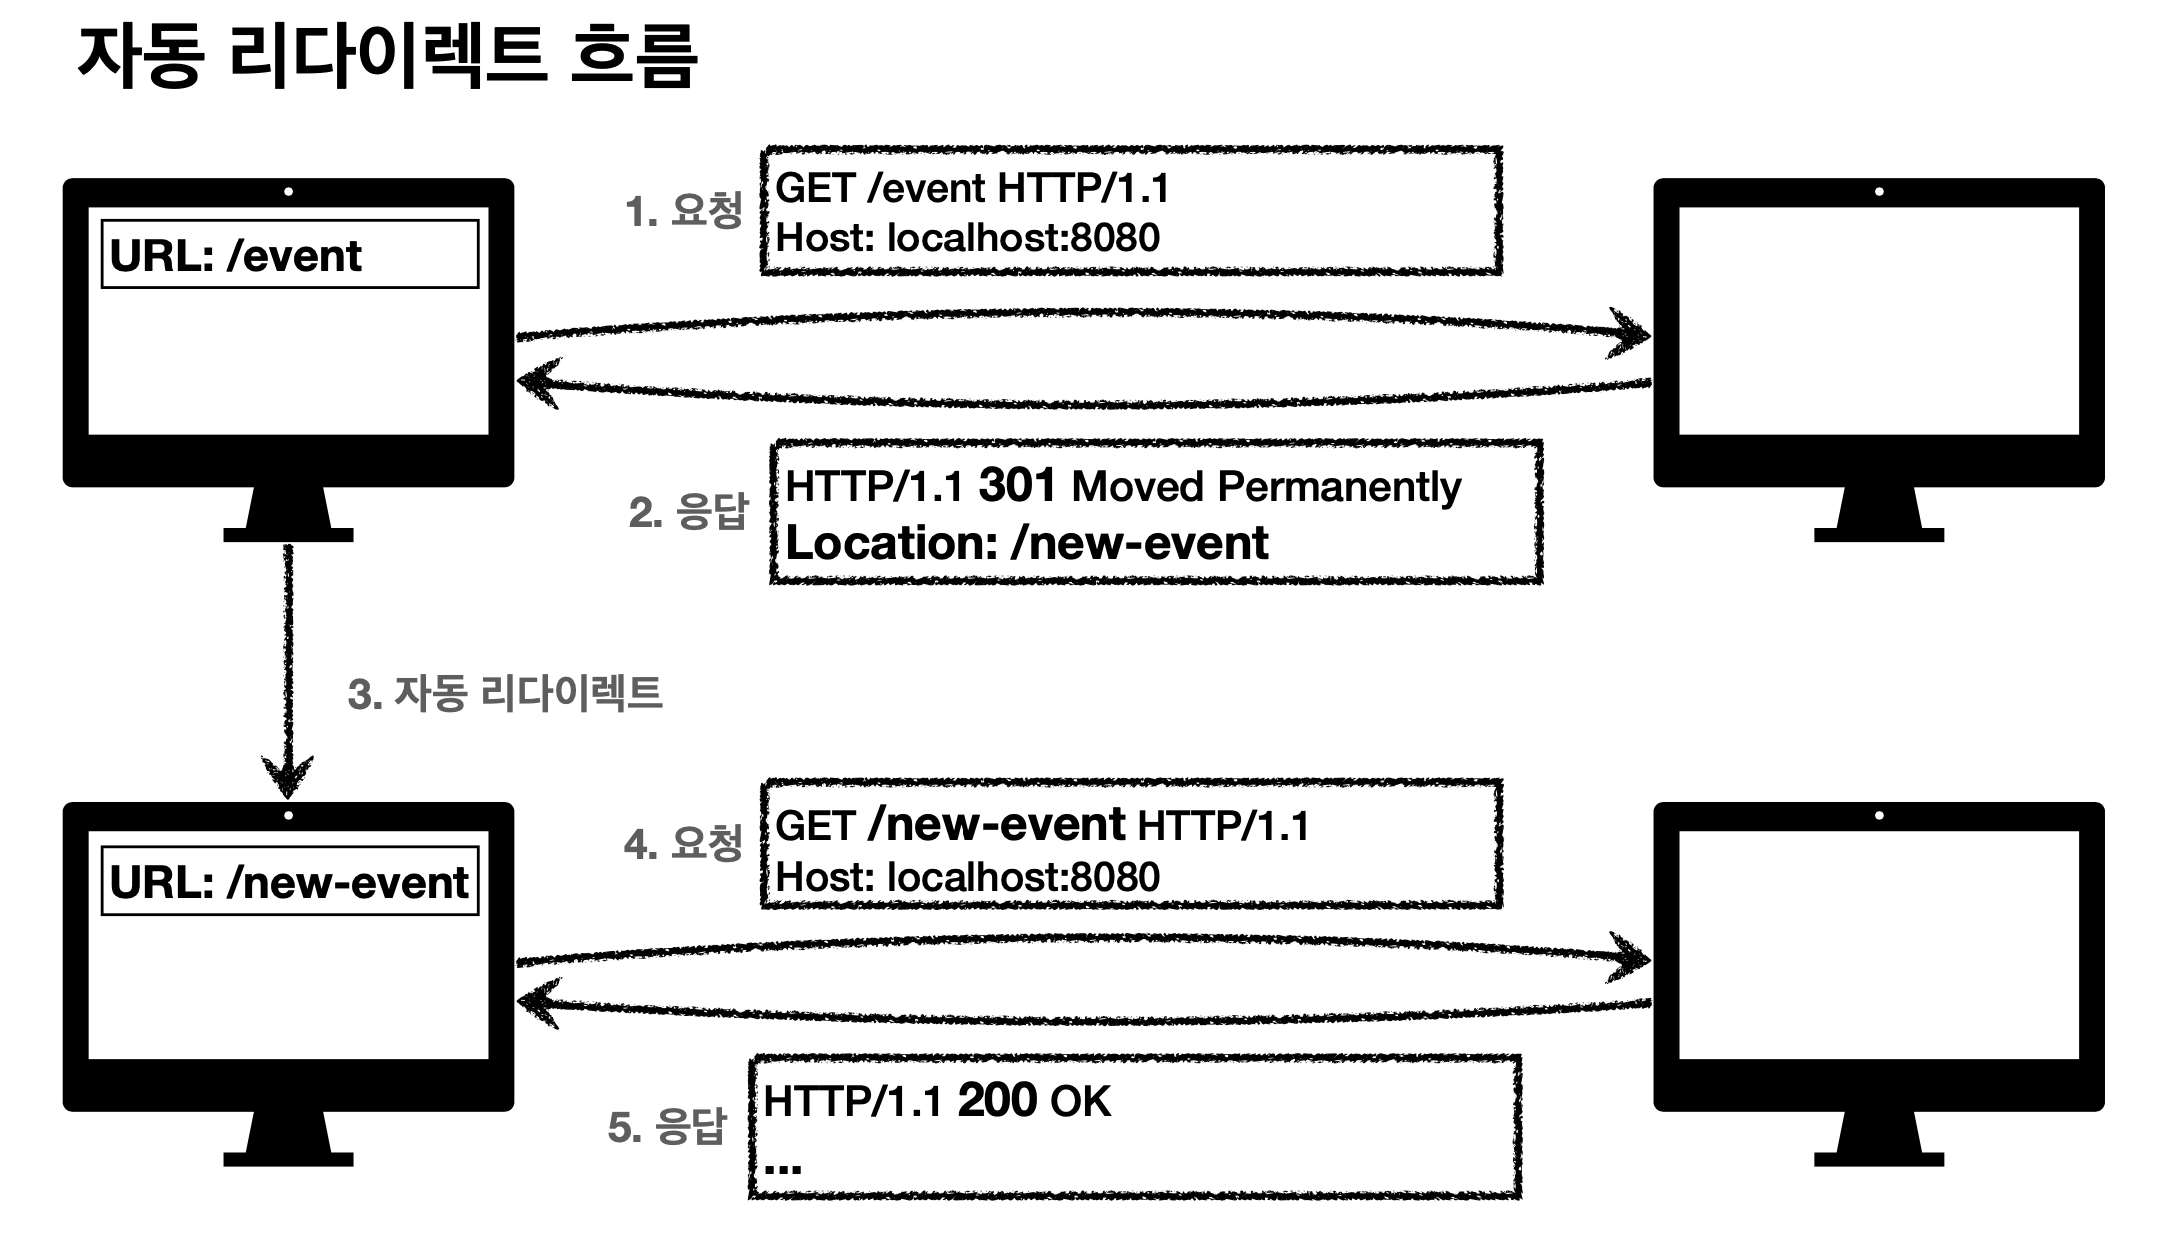 자동 리다이렉트 흐름
URL: /event
1. 요청
GET /event HTTP/1.1
Host: localhost:8080
2. 응답
HTTP/1.1 301 Moved Permanently
Location: /new-event
3. 자동 리다이렉트
URL: /new-event
4. 요청
GET /new-event HTTP/1.1
Host: localhost:8080
5. 응답
HTTP/1.1 200 OK
...